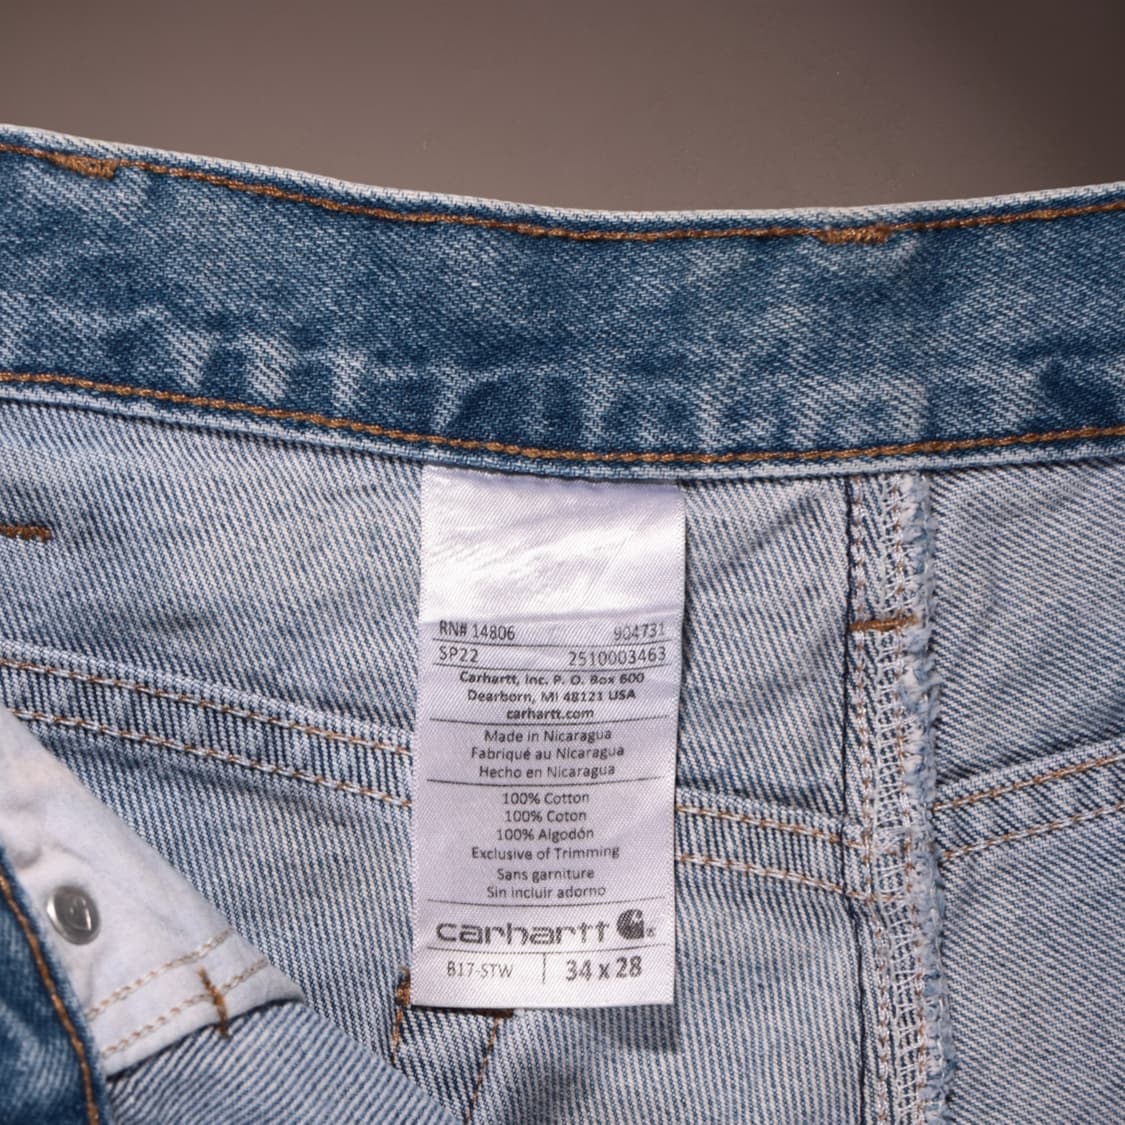 RN# 14806 904731
SP22 2510003463
Carhartt, Inc. P. O. Box 600
Dearborn, MI 48121 USA
carhartt.com
Made in Nicaragua
Fabriqué au Nicaragua
Hecho en Nicaragua
100% Cotton
100% Coton
100% Algodón
Exclusive of Trimming
Sans garniture
Sin incluir adorno
carhartt ®
B17-STW 34 x 28